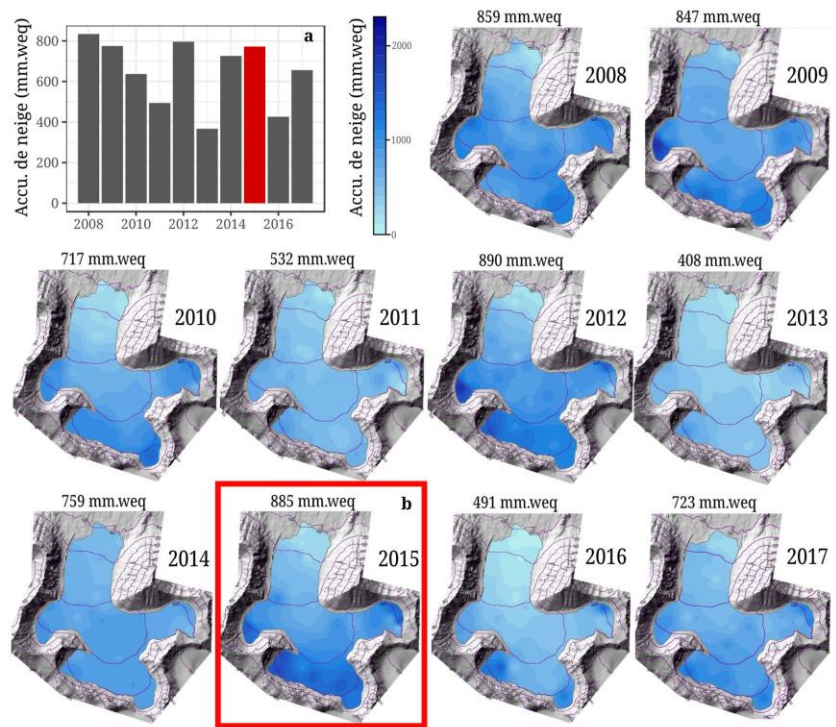 a
Accu. de neige (mm.weq)
800
600
400
200
0
2008 2010 2012 2014 2016
Accu. de neige (mm.weq)
2000
1000
0
859 mm.weq
2008
847 mm.weq
2009
717 mm.weq
2010
532 mm.weq
2011
890 mm.weq
2012
408 mm.weq
2013
759 mm.weq
2014
885 mm.weq
b
2015
491 mm.weq
2016
723 mm.weq
2017